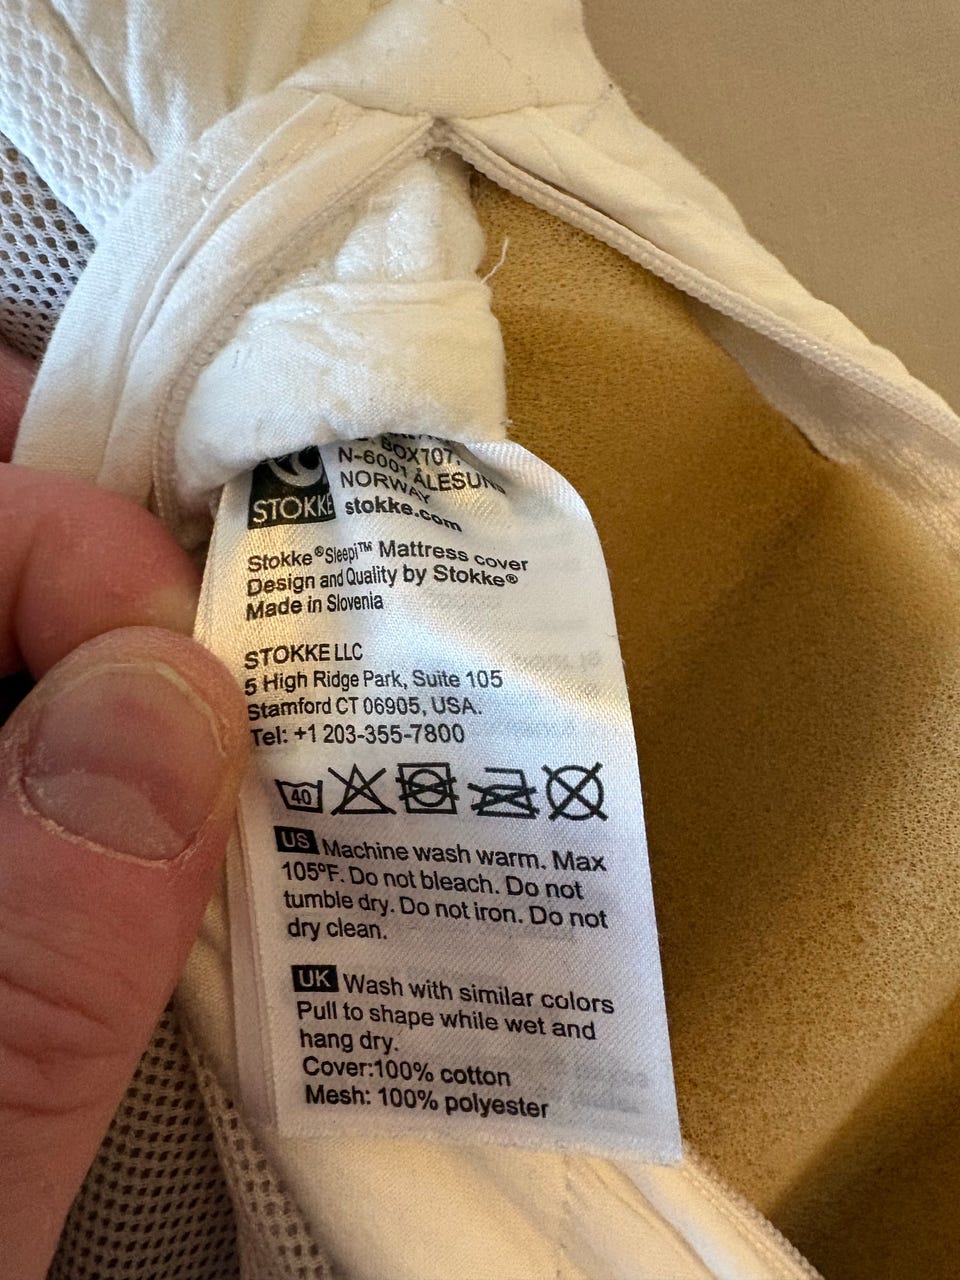 BOX707,
N-6001 ÅLESUN
NORWAY
STOKKE
stokke.com
Stokke®Sleepi™ Mattress cover
Design and Quality by Stokke®
Made in Slovenia
STOKKE LLC
5 High Ridge Park, Suite 105
Stamford CT 06905, USA.
Tel: +1 203-355-7800
40
US Machine wash warm. Max
105ºF. Do not bleach. Do not
tumble dry. Do not iron. Do not
dry clean.
UK Wash with similar colors
Pull to shape while wet and
hang dry.
Cover:100% cotton
Mesh: 100% polyester